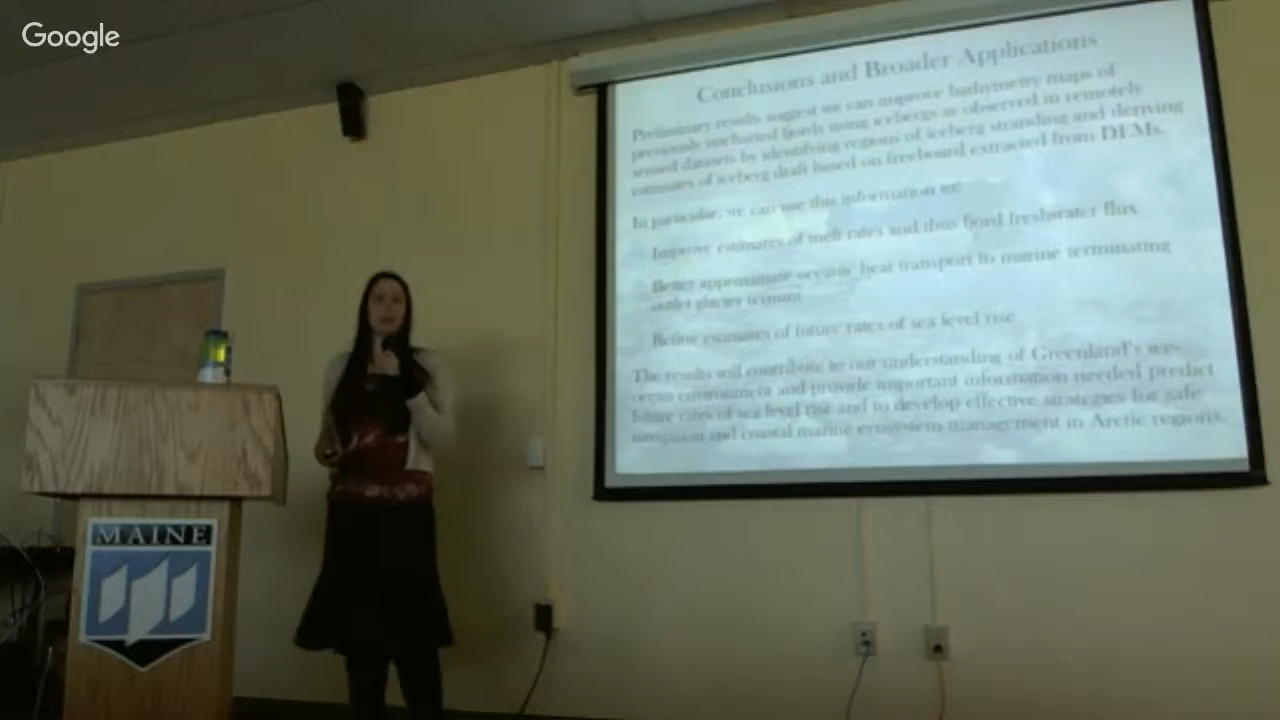 Google
Conclusions and Broader Applications
Preliminary results suggest we can improve bathymetry maps of
previously uncharted fjords using icebergs as observed in remotely
sensed datasets by identifying regions of iceberg stranding and deriving
estimates of iceberg draft based on freeboard extracted from DEMs.
In particular, we can use this information to:
Improve estimates of melt rates and thus fjord freshwater flux
Better approximate oceanic heat transport to marine terminating
outlet glacier termini
Refine estimates of future rates of sea level rise
The results will contribute to our understanding of Greenland's
ocean environment and provide important information needed predict
future rates of sea level rise and to develop effective strategies for safe
navigation and coastal marine ecosystem management in Arctic regions.
MAINE